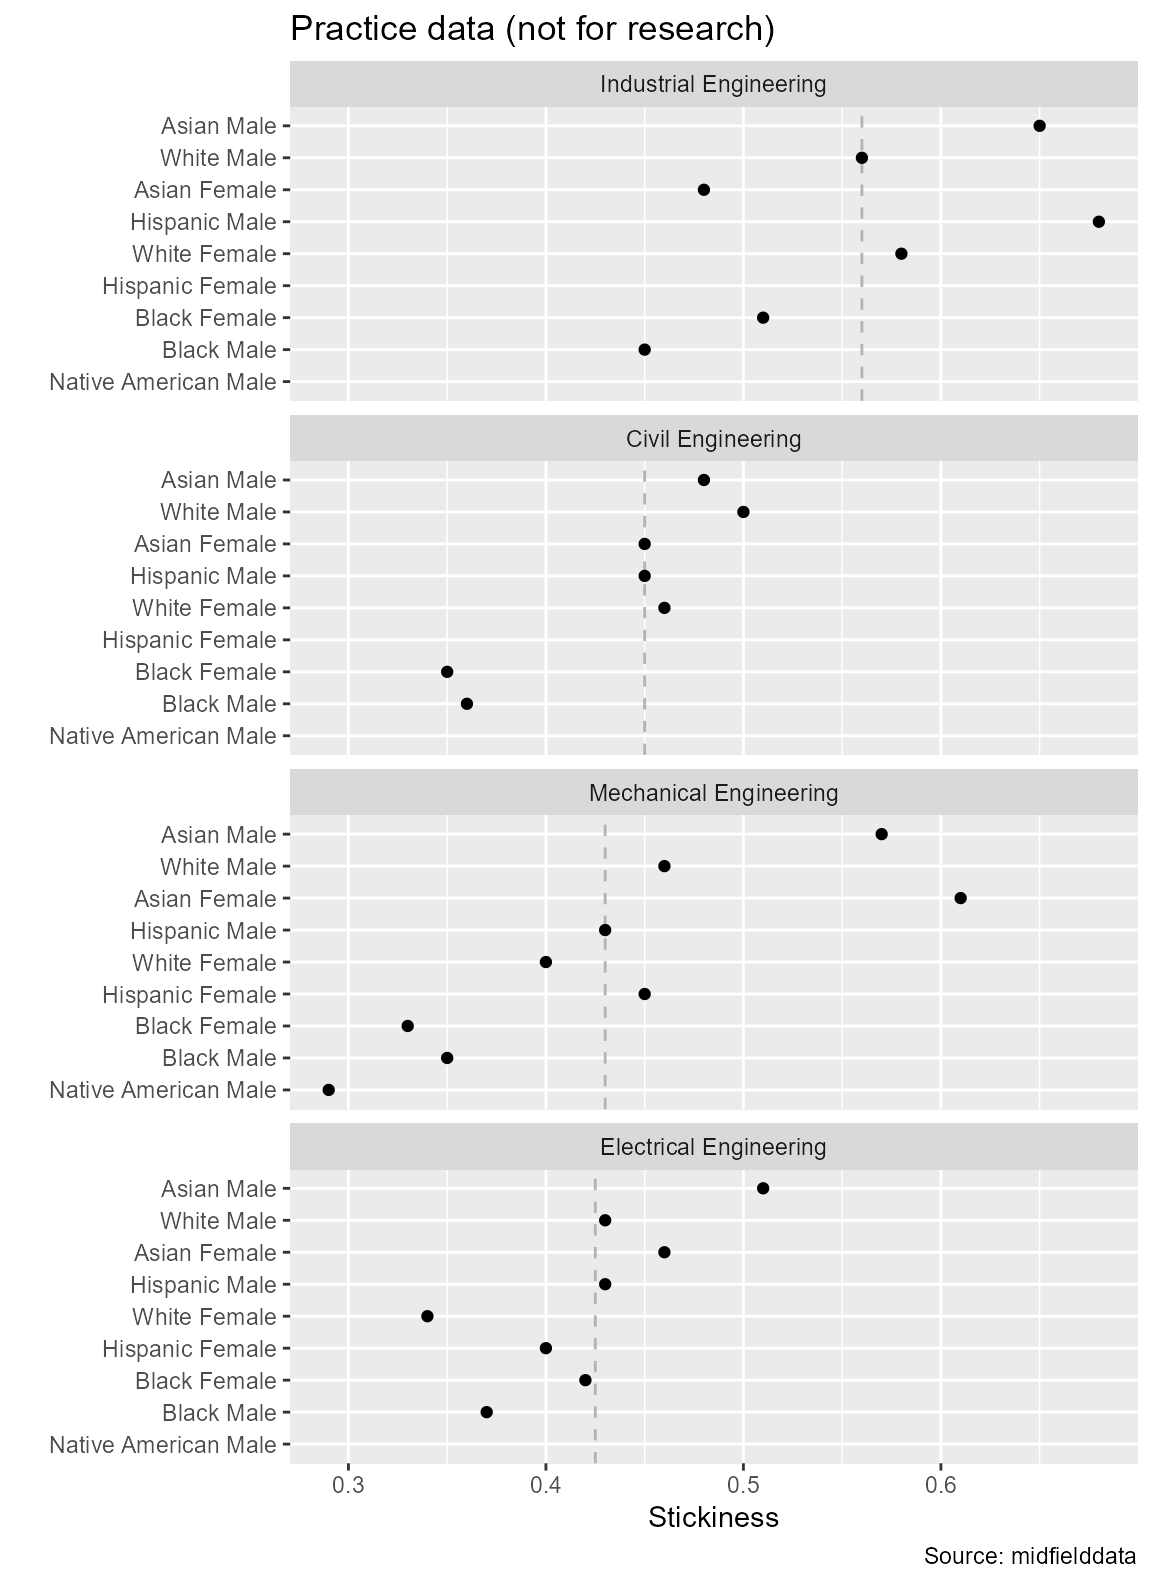 Practice data (not for research)
Industrial Engineering
Asian Male
White Male
Asian Female
Hispanic Male
White Female
Hispanic Female
Black Female
Black Male
Native American Male
Civil Engineering
Asian Male
White Male
Asian Female
Hispanic Male
White Female
Hispanic Female
Black Female
Black Male
Native American Male
Mechanical Engineering
Asian Male
White Male
Asian Female
Hispanic Male
White Female
Hispanic Female
Black Female
Black Male
Native American Male
Electrical Engineering
Asian Male
White Male
Asian Female
Hispanic Male
White Female
Hispanic Female
Black Female
Black Male
Native American Male
0.3 0.4 0.5 0.6
Stickiness
Source: midfielddata